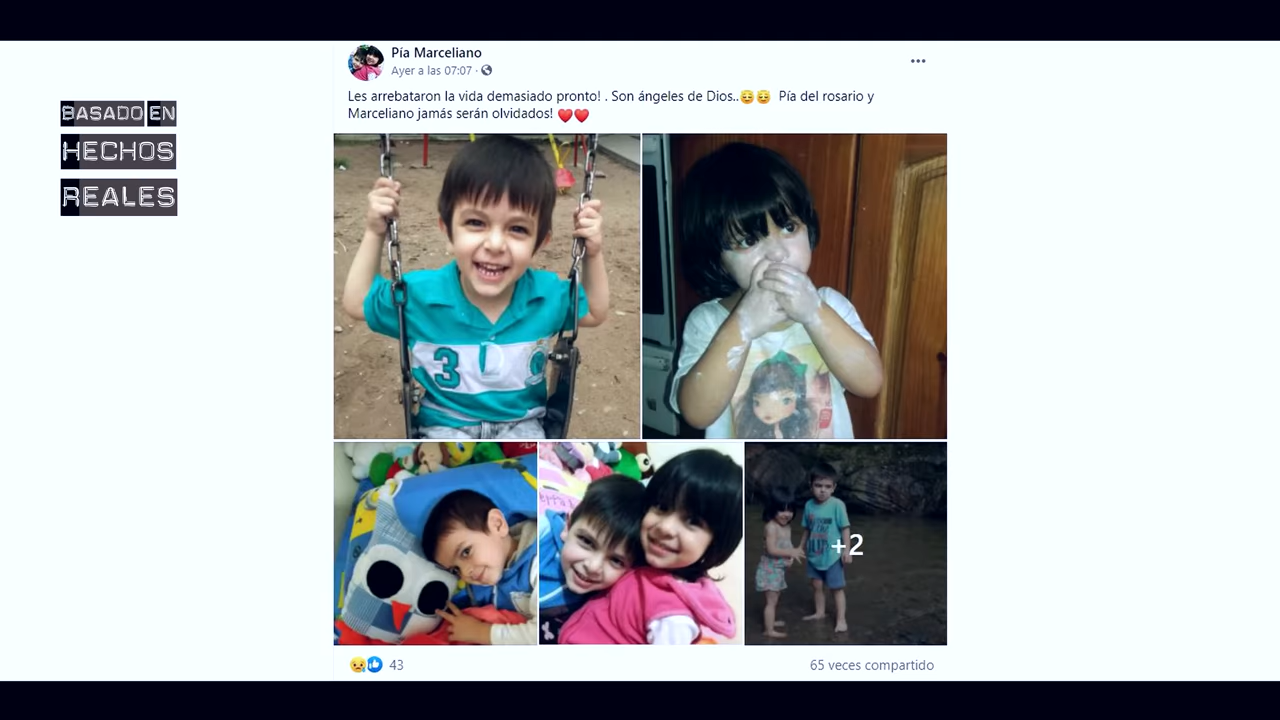 BASADO EN
HECHOS
REALES
Pía Marceliano
Ayer a las 07:07 ·
Les arrebataron la vida demasiado pronto! . Son ángeles de Dios..😌😌 Pía del rosario y
Marceliano jamás serán olvidados! ❤️❤️
3
+2
43
65 veces compartido